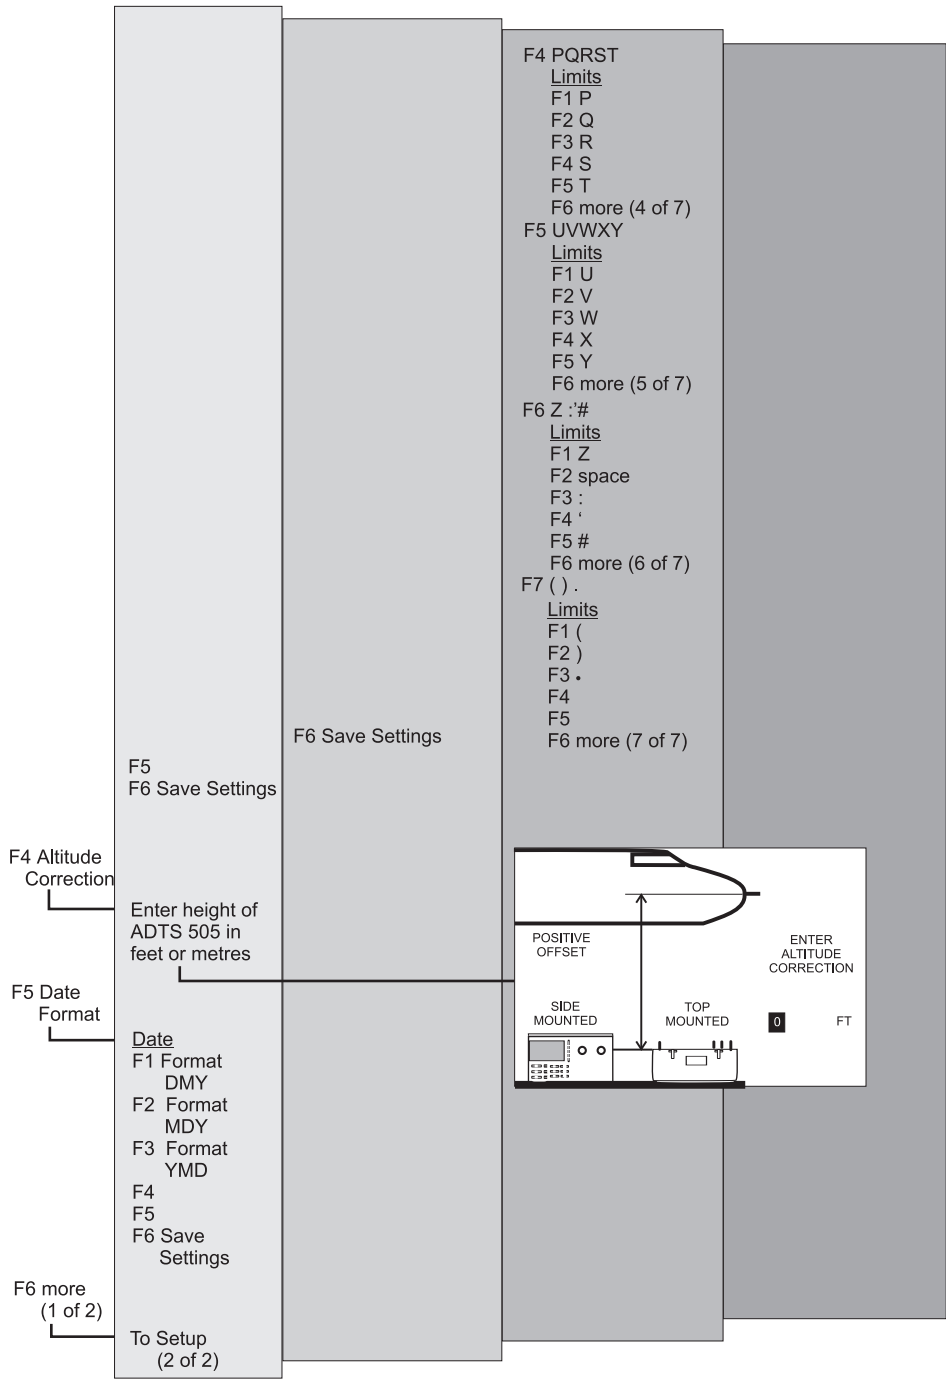 F4 PQRST
Limits
F1 P
F2 Q
F3 R
F4 S
F5 T
F6 more (4 of 7)
F5 UVWXY
Limits
F1 U
F2 V
F3 W
F4 X
F5 Y
F6 more (5 of 7)
F6 Z :'#
Limits
F1 Z
F2 space
F3 :
F4 ‘
F5 #
F6 more (6 of 7)
F7 ( ) .
Limits
F1 (
F2 )
F3 •
F4
F5
F6 more (7 of 7)
F6 Save Settings
F5
F6 Save Settings
F4 Altitude
Correction
Enter height of
ADTS 505 in
feet or metres
POSITIVE
OFFSET
ENTER
ALTITUDE
CORRECTION
SIDE
MOUNTED
TOP
MOUNTED
0 FT
F5 Date
Format
Date
F1 Format
DMY
F2 Format
MDY
F3 Format
YMD
F4
F5
F6 Save
Settings
F6 more
(1 of 2)
To Setup
(2 of 2)